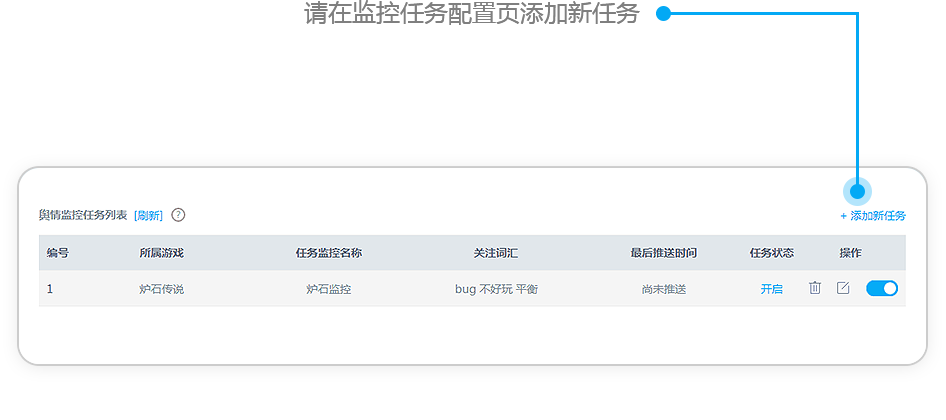 请在监控任务配置页添加新任务
舆情监控任务列表 [刷新] ?
+ 添加新任务
编号 所属游戏 任务监控名称 关注词汇 最后推送时间 任务状态 操作
1 炉石传说 炉石监控 bug 不好玩 平衡 尚未推送 开启